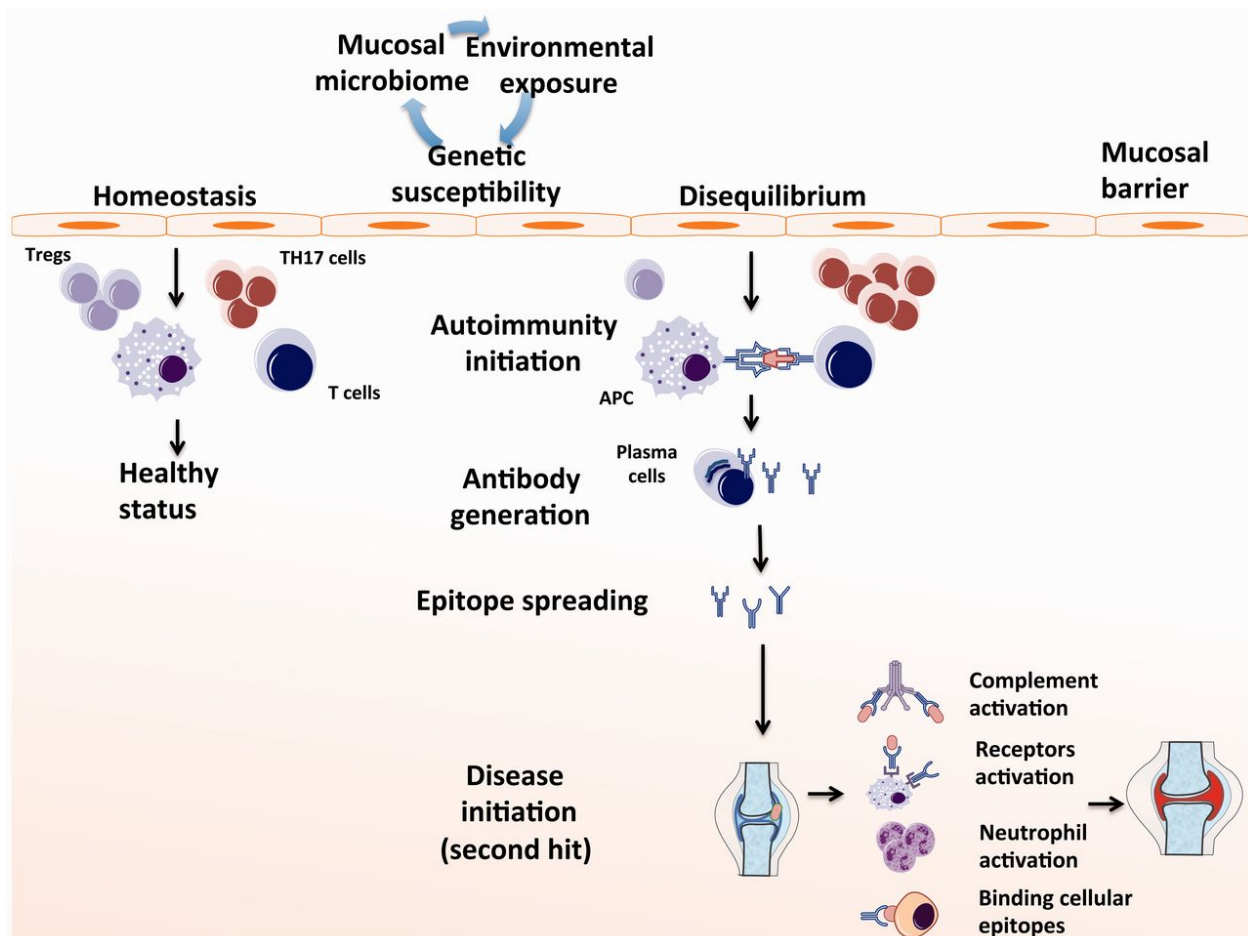 Mucosal
microbiome
Environmental
exposure
Genetic
susceptibility
Homeostasis
Disequilibrium
Mucosal
barrier
Tregs
TH17 cells
T cells
Healthy
status
Autoimmunity
initiation
APC
Antibody
generation
Plasma
cells
Epitope spreading
Disease
initiation
(second hit)
Complement
activation
Receptors
activation
Neutrophil
activation
Binding cellular
epitopes